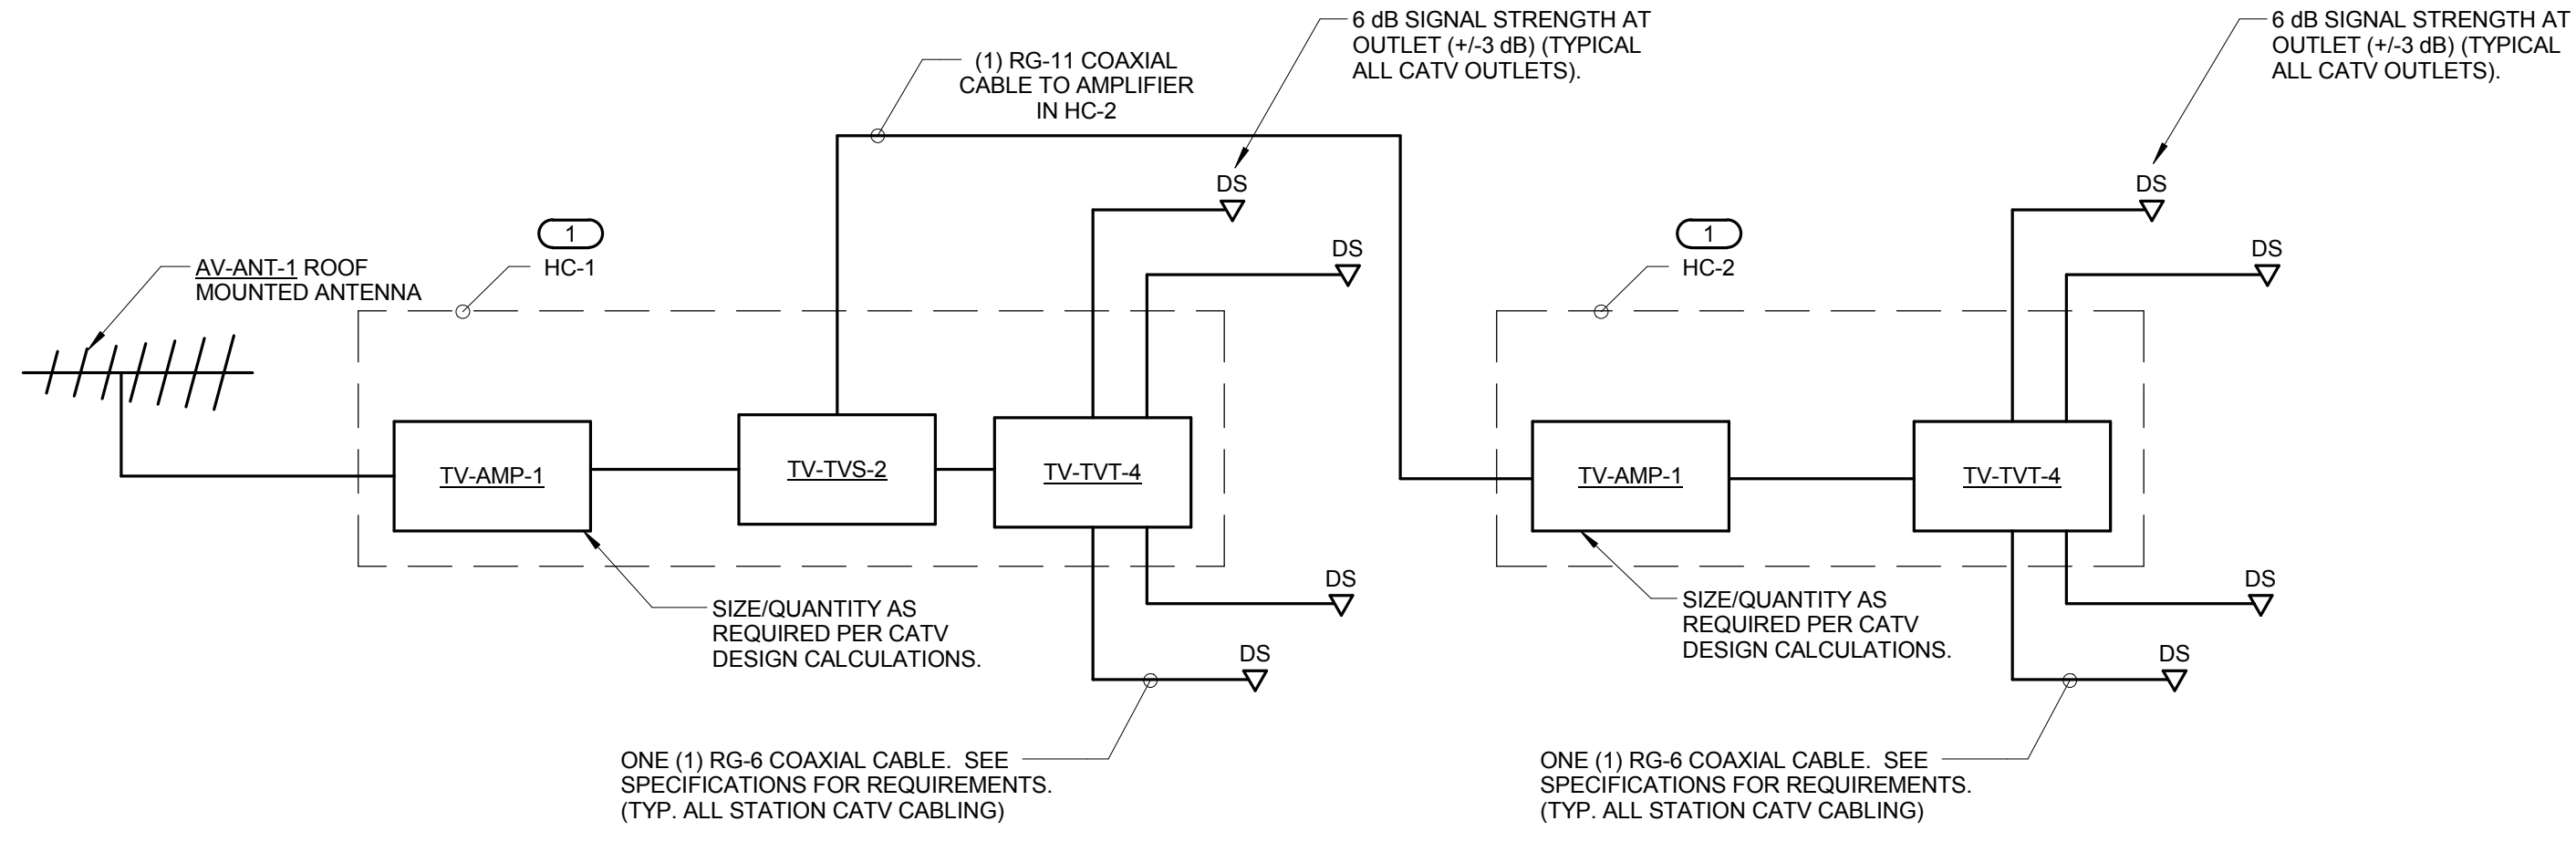 (1) RG-11 COAXIAL
CABLE TO AMPLIFIER
IN HC-2
6 dB SIGNAL STRENGTH AT
OUTLET (+/-3 dB) (TYPICAL
ALL CATV OUTLETS).
6 dB SIGNAL STRENGTH AT
OUTLET (+/-3 dB) (TYPICAL
ALL CATV OUTLETS).
AV-ANT-1 ROOF
MOUNTED ANTENNA
1
HC-1
DS
DS
1
HC-2
DS
DS
TV-AMP-1
TV-TVS-2
TV-TVT-4
TV-AMP-1
TV-TVT-4
SIZE/QUANTITY AS
REQUIRED PER CATV
DESIGN CALCULATIONS.
DS
DS
SIZE/QUANTITY AS
REQUIRED PER CATV
DESIGN CALCULATIONS.
DS
DS
ONE (1) RG-6 COAXIAL CABLE.  SEE
SPECIFICATIONS FOR REQUIREMENTS.
(TYP. ALL STATION CATV CABLING)
ONE (1) RG-6 COAXIAL CABLE.  SEE
SPECIFICATIONS FOR REQUIREMENTS.
(TYP. ALL STATION CATV CABLING)